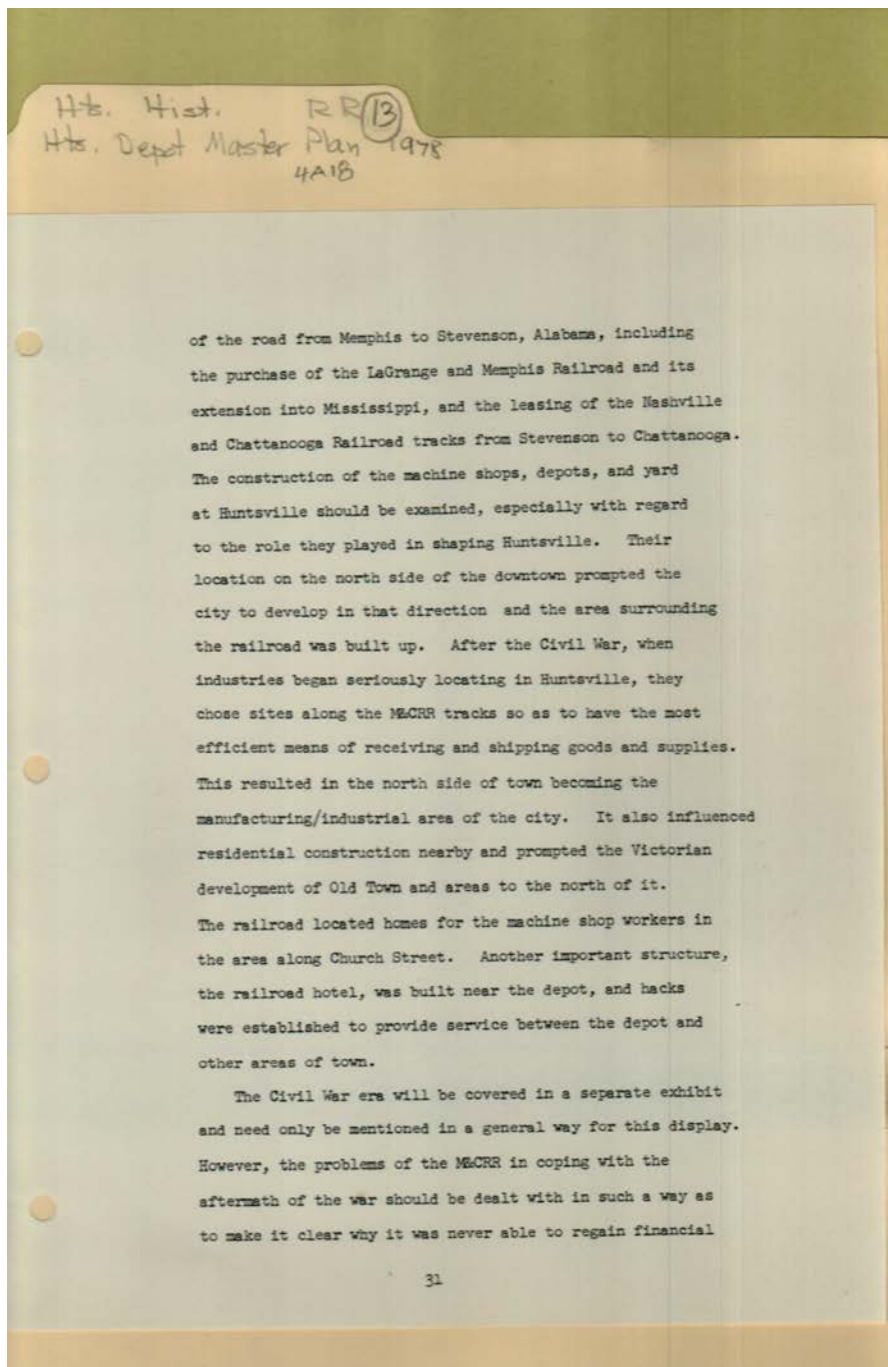 Hts. Hist. RR 13
Hts. Depot Master Plan 1978
4A18
of the road from Memphis to Stevenson, Alabama, including
the purchase of the LaGrange and Memphis Railroad and its
extension into Mississippi, and the leasing of the Nashville
and Chattanooga Railroad tracks from Stevenson to Chattanooga.
The construction of the machine shops, depots, and yard
at Huntsville should be examined, especially with regard
to the role they played in shaping Huntsville. Their
location on the north side of the downtown prompted the
city to develop in that direction and the area surrounding
the railroad was built up. After the Civil War, when
industries began seriously locating in Huntsville, they
chose sites along the M&CRR tracks so as to have the most
efficient means of receiving and shipping goods and supplies.
This resulted in the north side of town becoming the
manufacturing/industrial area of the city. It also influenced
residential construction nearby and prompted the Victorian
development of Old Town and areas to the north of it.
The railroad located homes for the machine shop workers in
the area along Church Street. Another important structure,
the railroad hotel, was built near the depot, and hacks
were established to provide service between the depot and
other areas of town.
The Civil War era will be covered in a separate exhibit
and need only be mentioned in a general way for this display.
However, the problems of the M&CRR in coping with the
aftermath of the war should be dealt with in such a way as
to make it clear why it was never able to regain financial
31